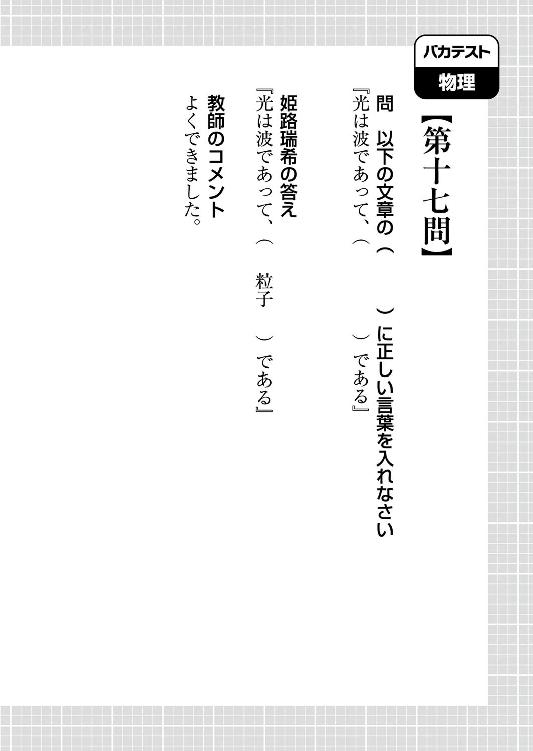 バカテスト
物理
【第十七問】
問　以下の文章の（　　　）に正しい言葉を入れなさい
『光は波であって、（　　　　）である』
姫路瑞希の答え
『光は波であって、（　粒子　）である』
教師のコメント
よくできました。